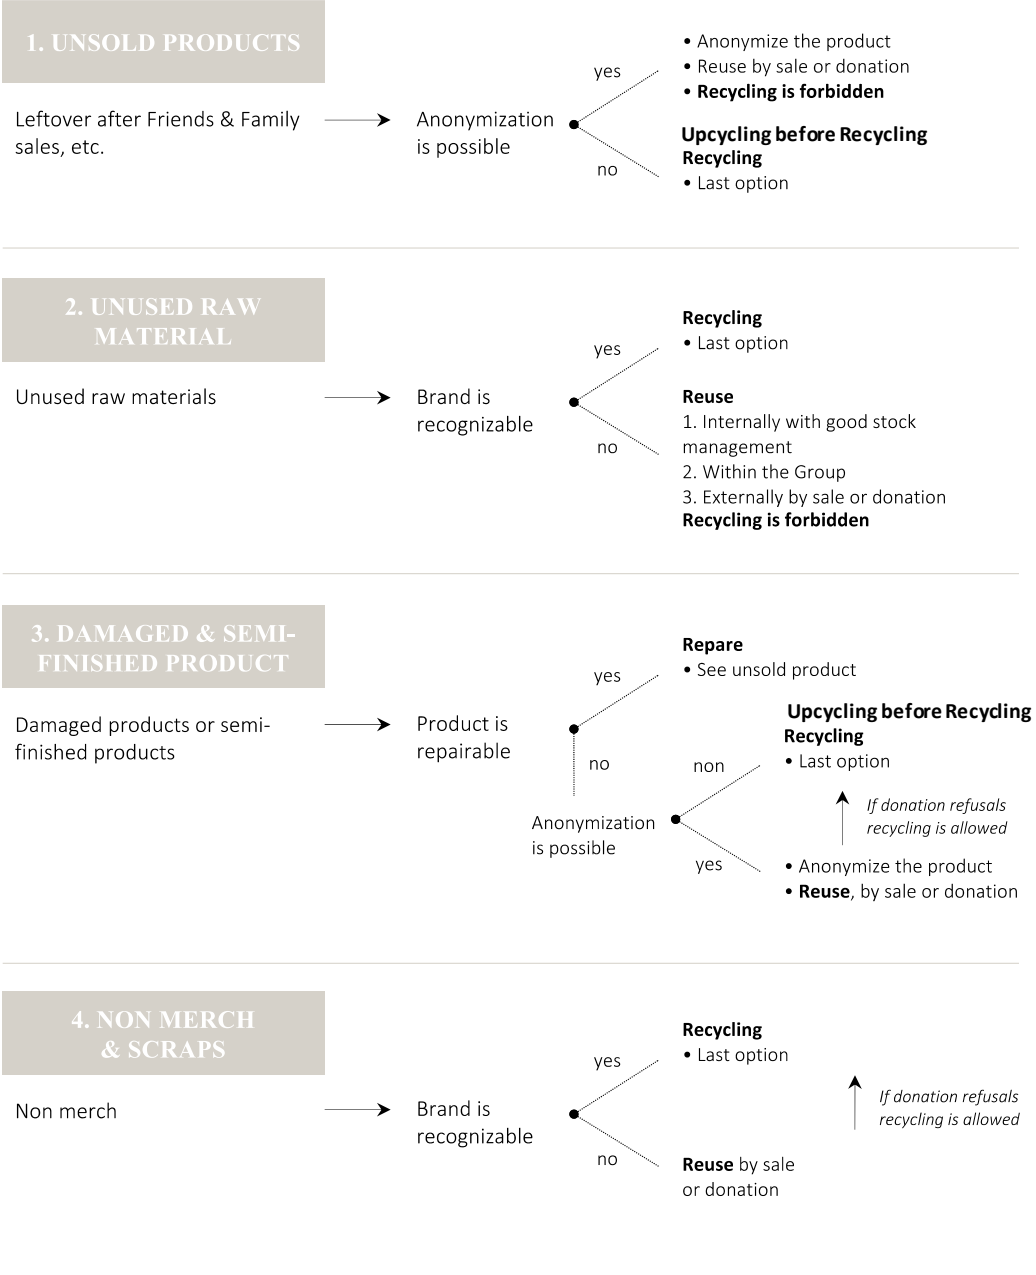 1. UNSOLD PRODUCTS
Leftover after Friends & Family
sales, etc.
Anonymization
is possible
yes
no
• Anonymize the product
• Reuse by sale or donation
• Recycling is forbidden
Upcycling before Recycling
Recycling
• Last option
2. UNUSED RAW
MATERIAL
Unused raw materials
Brand is
recognizable
yes
no
Recycling
• Last option
Reuse
1. Internally with good stock
management
2. Within the Group
3. Externally by sale or donation
Recycling is forbidden
3. DAMAGED & SEMI-
FINISHED PRODUCT
Damaged products or semi-
finished products
Product is
repairable
yes
no
Repare
• See unsold product
Anonymization
is possible
non
yes
Upcycling before Recycling
Recycling
• Last option
If donation refusals
recycling is allowed
• Anonymize the product
• Reuse, by sale or donation
4. NON MERCH
& SCRAPS
Non merch
Brand is
recognizable
yes
no
Recycling
• Last option
If donation refusals
recycling is allowed
Reuse by sale
or donation